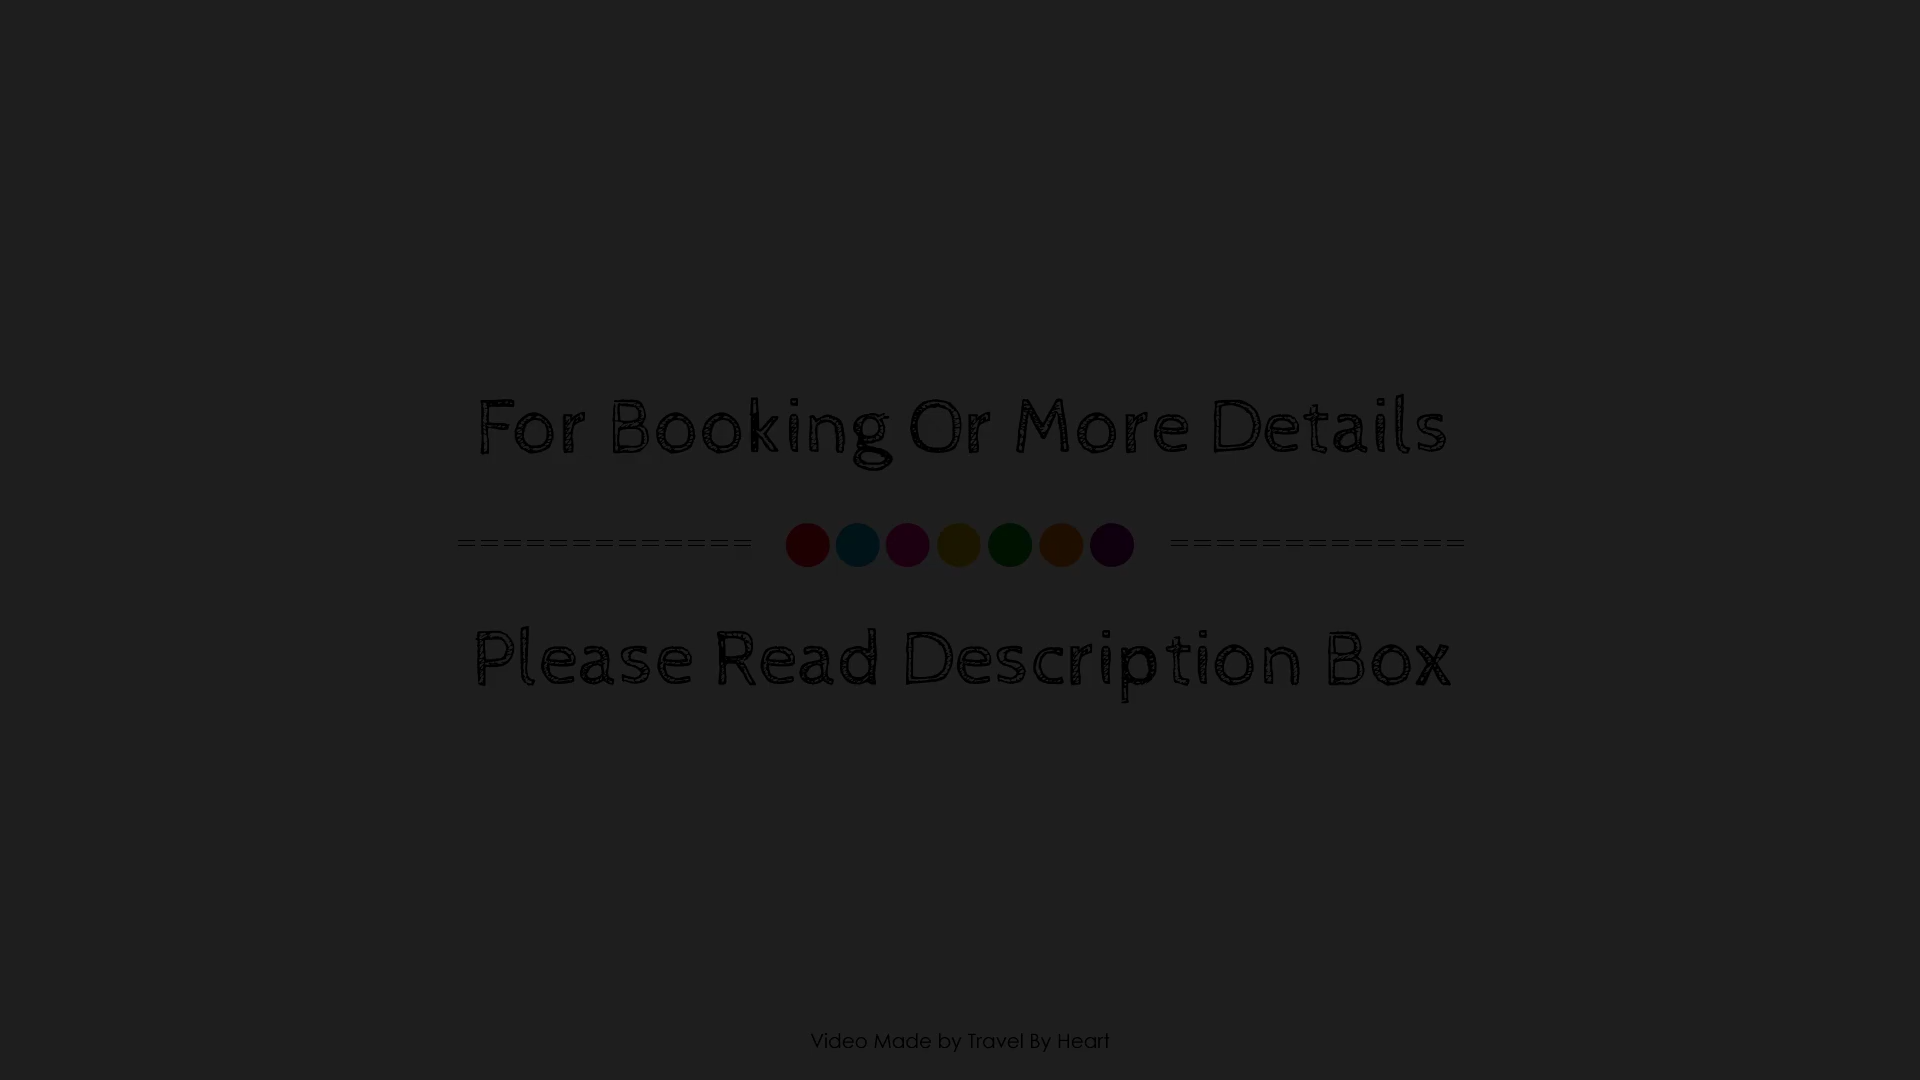 For Booking Or More Details
============= =============
Please Read Description Box
Video Made by Travel By Heart